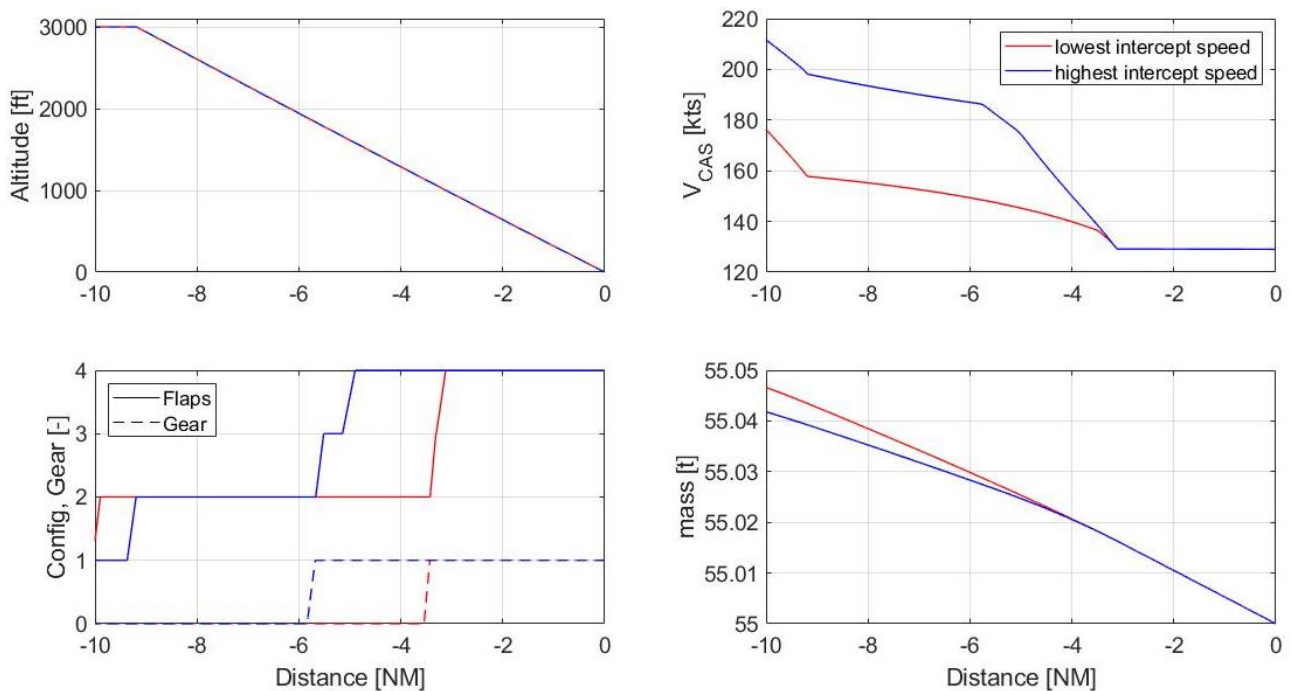 3000
2000
1000
0
Altitude [ft]
-10 -8 -6 -4 -2 0
220
200
180
160
140
120
V_CAS [kts]
lowest intercept speed
highest intercept speed
-10 -8 -6 -4 -2 0
4
3
2
1
0
Config, Gear [-]
Flaps
Gear
-10 -8 -6 -4 -2 0
Distance [NM]
55.05
55.04
55.03
55.02
55.01
55
mass [t]
-10 -8 -6 -4 -2 0
Distance [NM]